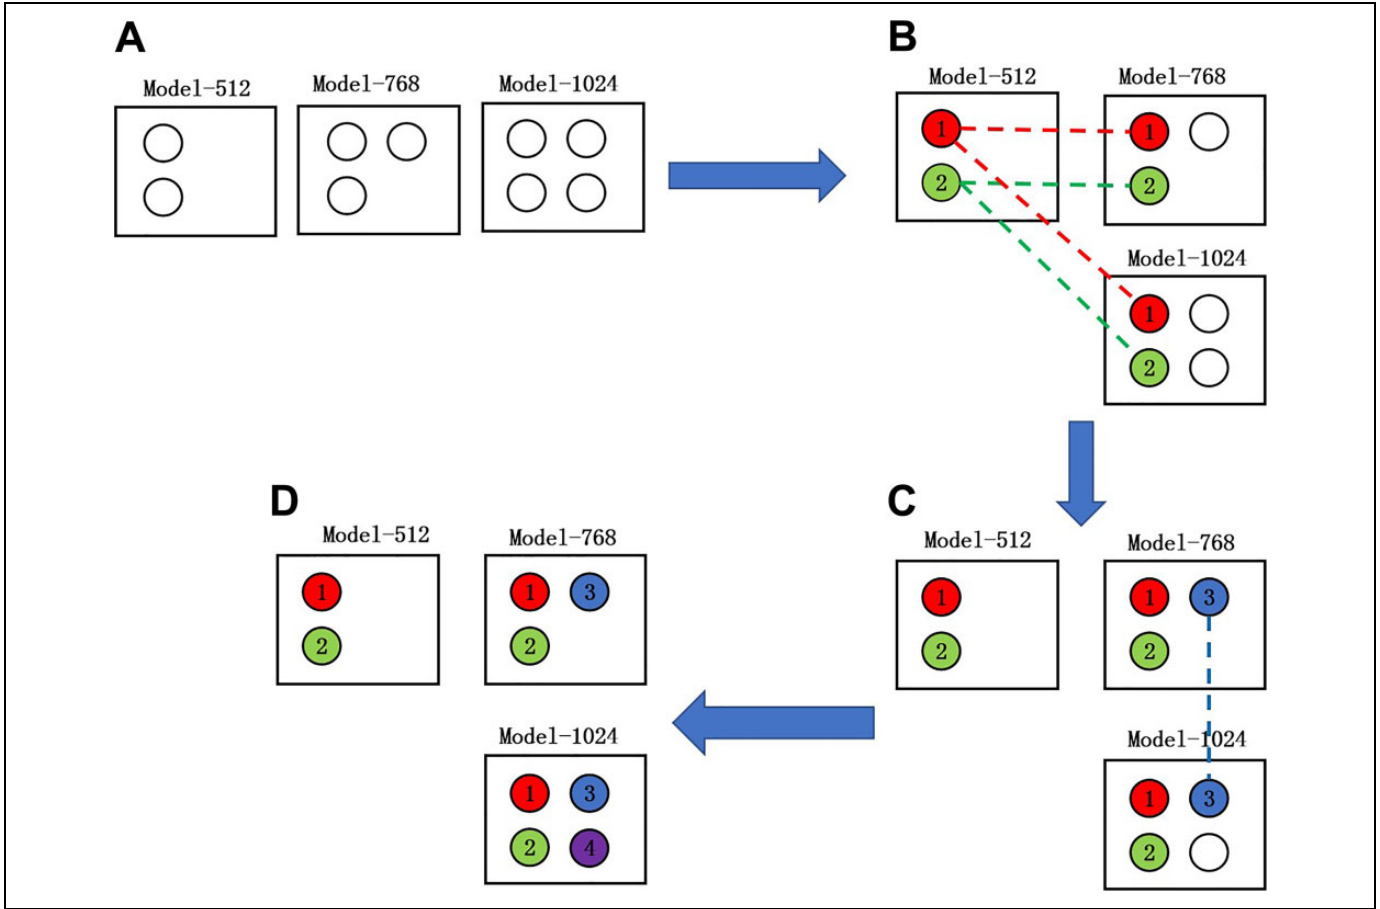 A
Model-512 Model-768 Model-1024
B
Model-512 Model-768
1 1
2 2
Model-1024
1
2
D
Model-512 Model-768
1 1 3
2 2
Model-1024
1 3
2 4
C
Model-512 Model-768
1 1 3
2 2
Model-1024
1 3
2